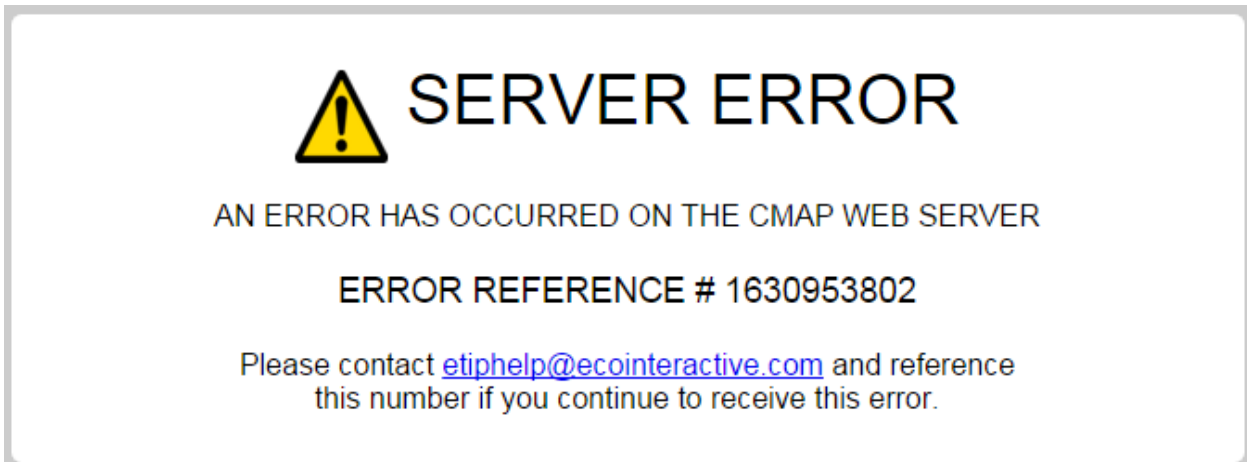 SERVER ERROR
AN ERROR HAS OCCURRED ON THE CMAP WEB SERVER
ERROR REFERENCE # 1630953802
Please contact etiphelp@ecointeractive.com and reference
this number if you continue to receive this error.